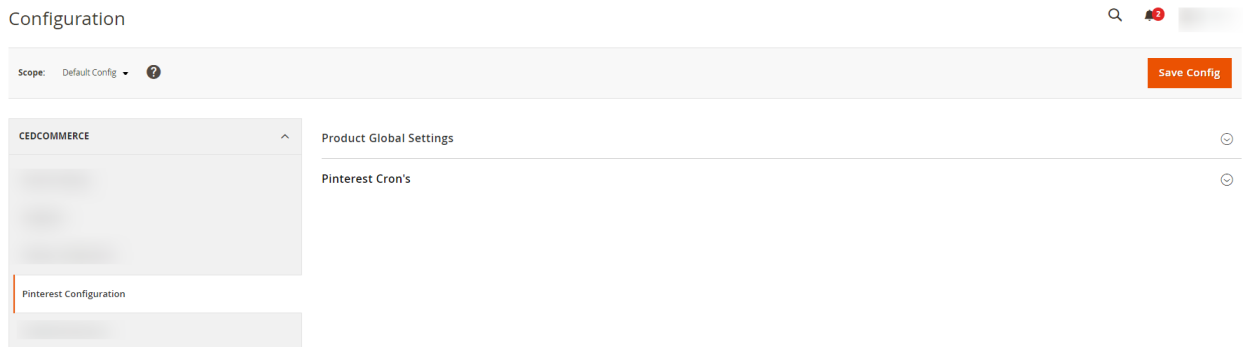 Configuration
2
Scope: Default Config ?
Save Config
CEDCOMMERCE
Product Global Settings
Pinterest Cron's
Pinterest Configuration